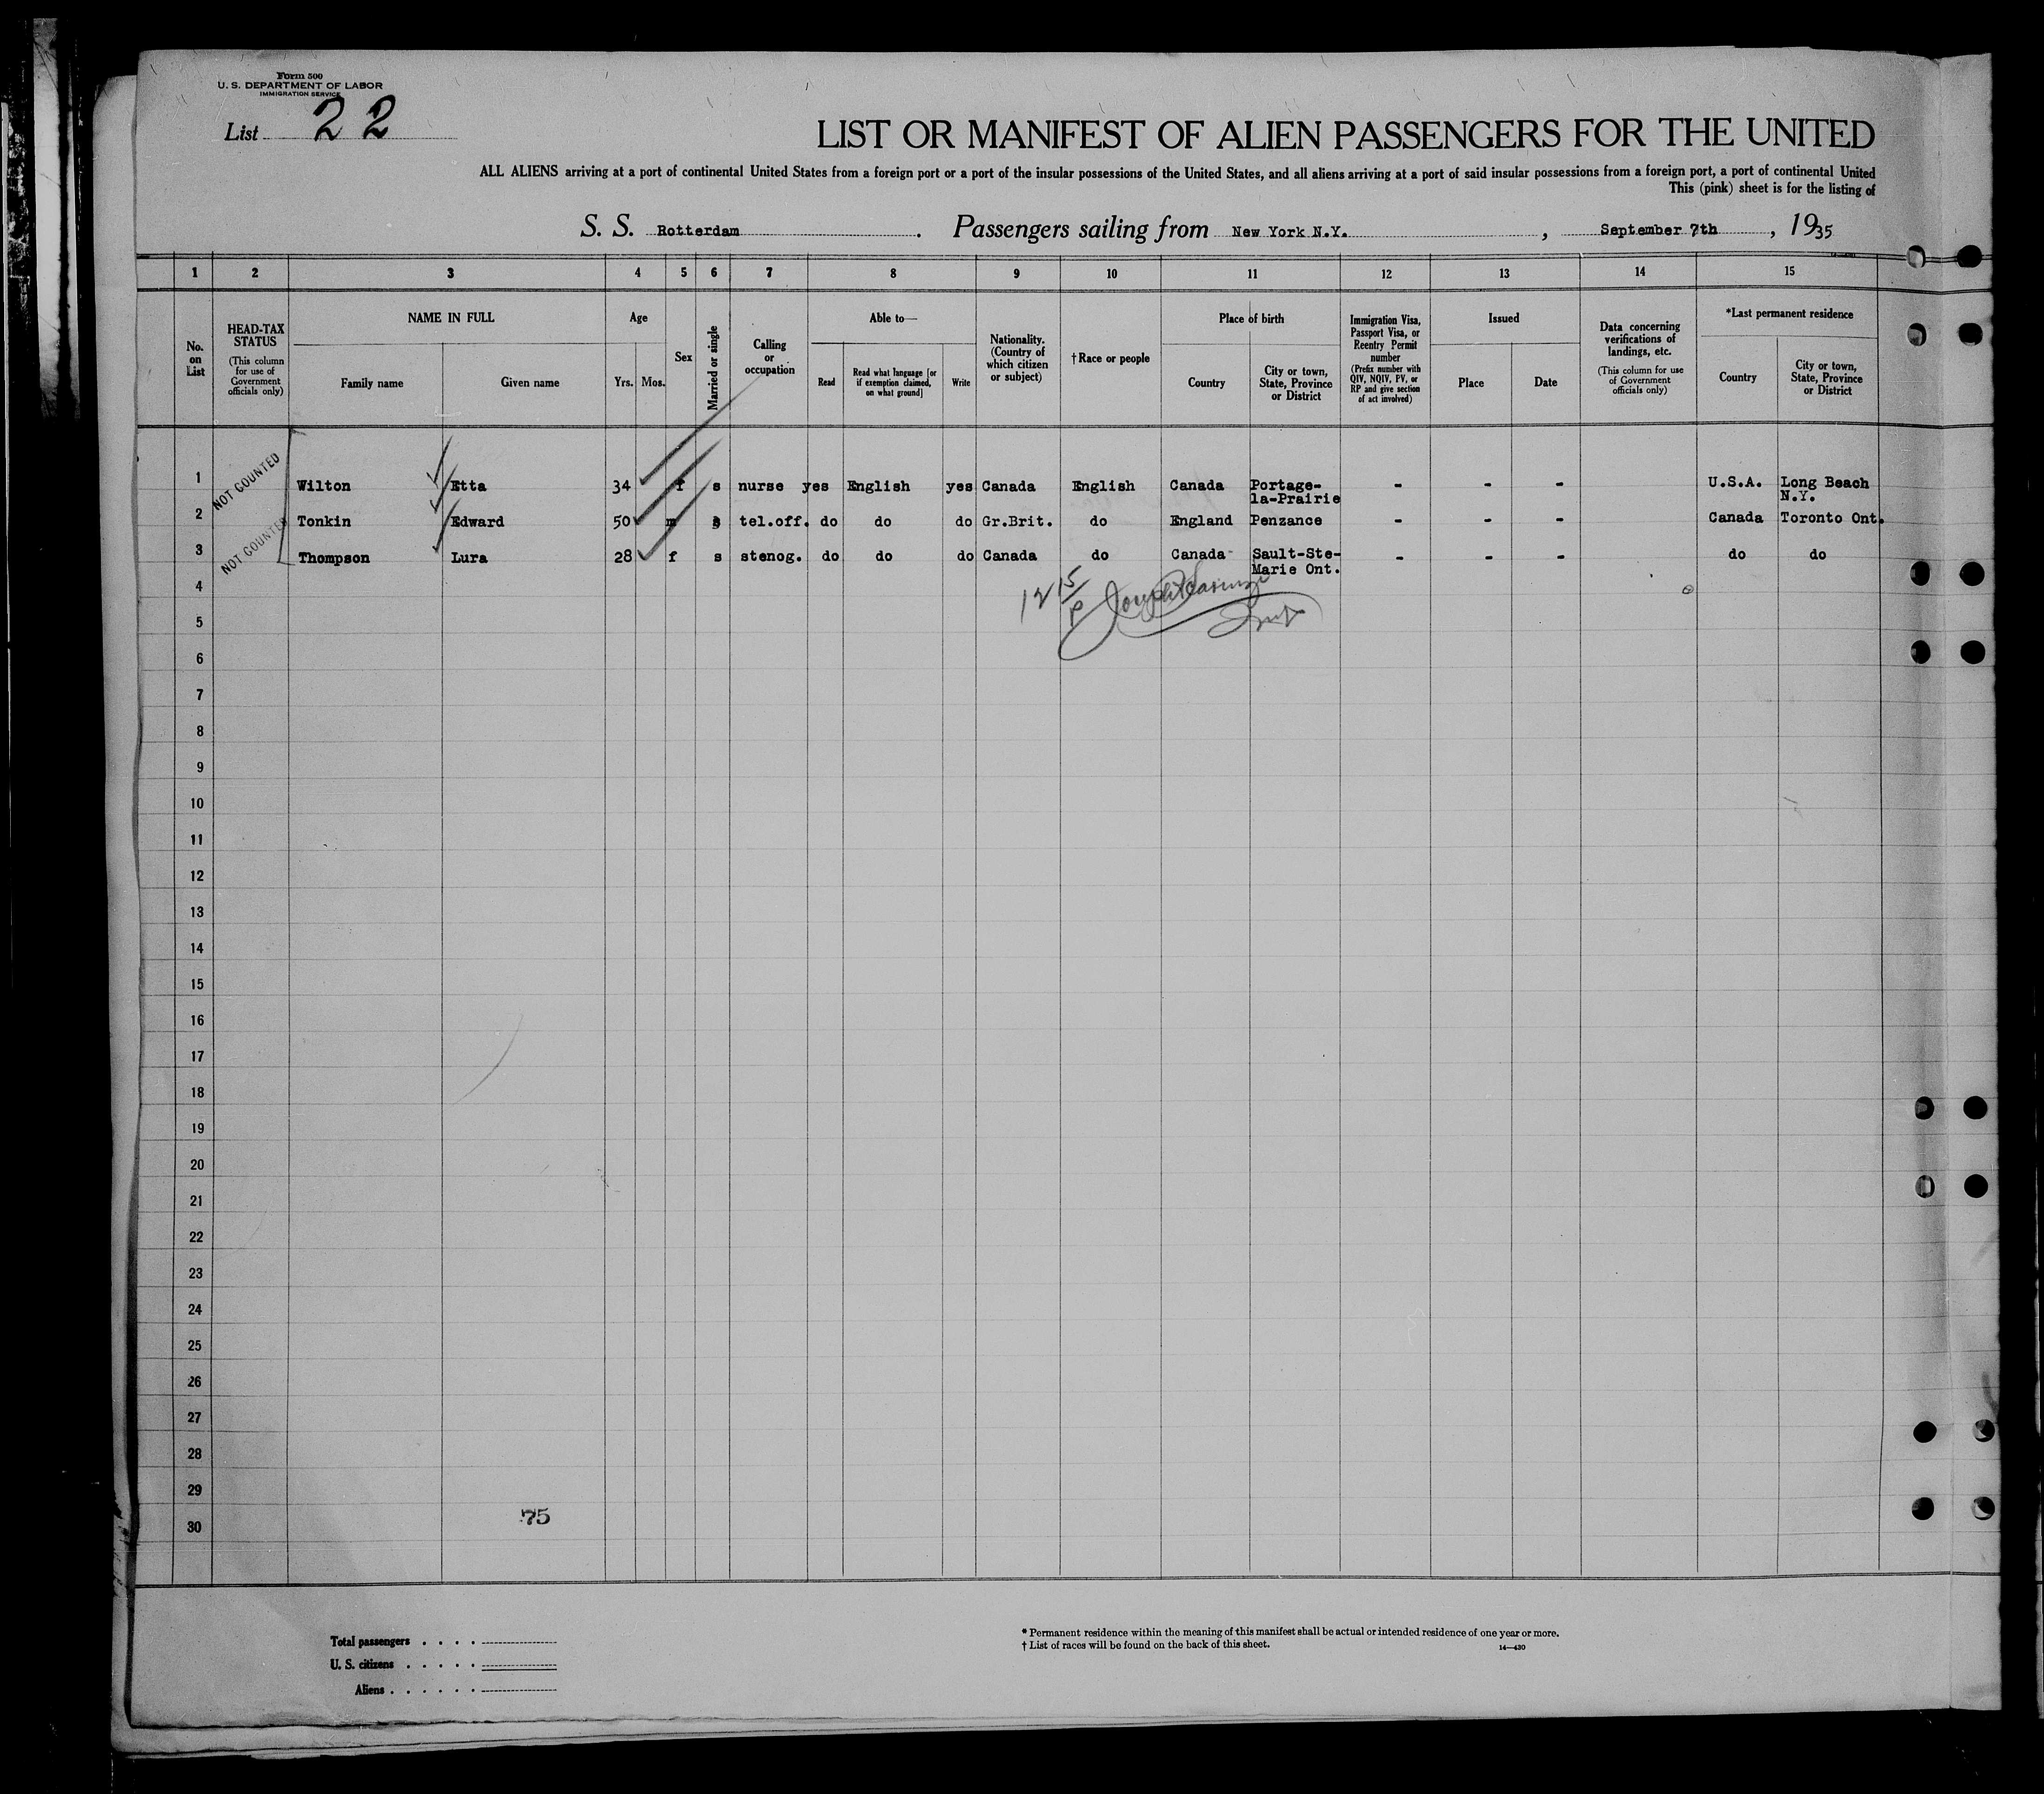 Form 500
U. S. DEPARTMENT OF LABOR
IMMIGRATION SERVICE
List 22
LIST OR MANIFEST OF ALIEN PASSENGERS FOR THE UNITED
ALL ALIENS arriving at a port of continental United States from a foreign port or a port of the insular possessions of the United States, and all aliens arriving at a port of said insular possessions from a foreign port, a port of continental United
This (pink) sheet is for the listing of
S. S. Rotterdam. Passengers sailing from New York N.Y., September 7th, 1935
1 2 3 4 5 6 7 8 9 10 11 12 13 14 15
No. on List
HEAD-TAX STATUS (This column for use of Government officials only)
NAME IN FULL
Family name Given name
Age
Yrs. Mos.
Sex
Married or single
Calling or occupation
Able to—
Read Read what language [or if exemption claimed, on what ground] Write
Nationality. (Country of which citizen or subject)
†Race or people
Place of birth
Country City or town, State, Province or District
Immigration Visa, Passport Visa, or Reentry Permit number (Prefix number with QIV, NQIV, PV, or RP and give section of act involved)
Issued
Place Date
Data concerning verifications of landings, etc. (This column for use of Government officials only)
*Last permanent residence
Country City or town, State, Province or District
NOT COUNTED
1 Wilton Etta 34 f s nurse yes English yes Canada English Canada Portage-la-Prairie - - - U.S.A. Long Beach N.Y.
2 Tonkin Edward 50 m s tel.off. do do do Gr.Brit. do England Penzance - - - Canada Toronto Ont.
NOT COUNTED
3 Thompson Lura 28 f s stenog. do do do Canada do Canada Sault-Ste-Marie Ont. - - - do do
12 15/P
4
5
6
7
8
9
10
11
12
13
14
15
16
17
18
19
20
21
22
23
24
25
26
27
28
29
30
75
Total passengers . . . .
U. S. citizens . . . . .
Aliens . . . . . .
* Permanent residence within the meaning of this manifest shall be actual or intended residence of one year or more.
† List of races will be found on the back of this sheet.
14—430